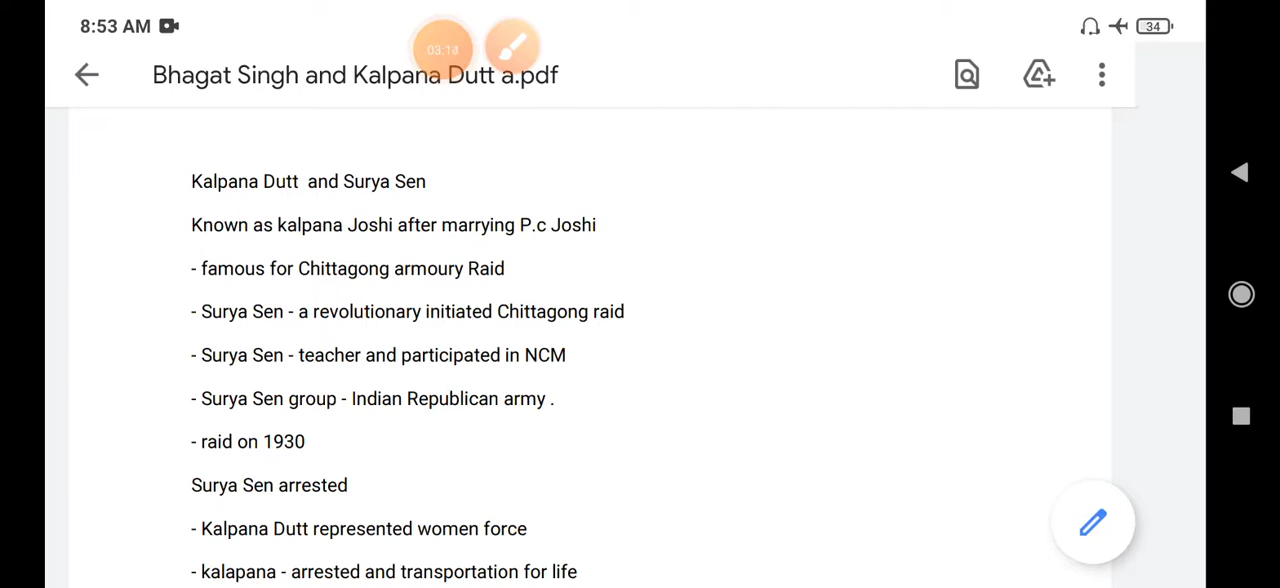 8:53 AM
34
03:13
Bhagat Singh and Kalpana Dutt a.pdf
Kalpana Dutt  and Surya Sen
Known as kalpana Joshi after marrying P.c Joshi
- famous for Chittagong armoury Raid
- Surya Sen - a revolutionary initiated Chittagong raid
- Surya Sen - teacher and participated in NCM
- Surya Sen group - Indian Republican army .
- raid on 1930
Surya Sen arrested
- Kalpana Dutt represented women force
- kalapana - arrested and transportation for life